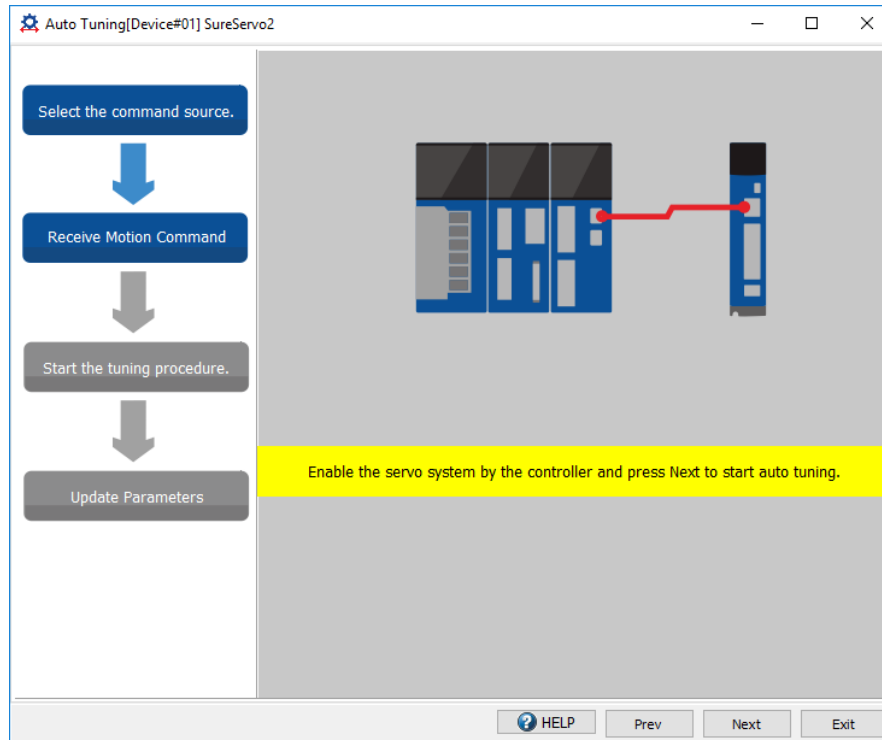 Auto Tuning[Device#01] SureServo2
Select the command source.
Receive Motion Command
Start the tuning procedure.
Update Parameters
Enable the servo system by the controller and press Next to start auto tuning.
? HELP
Prev
Next
Exit